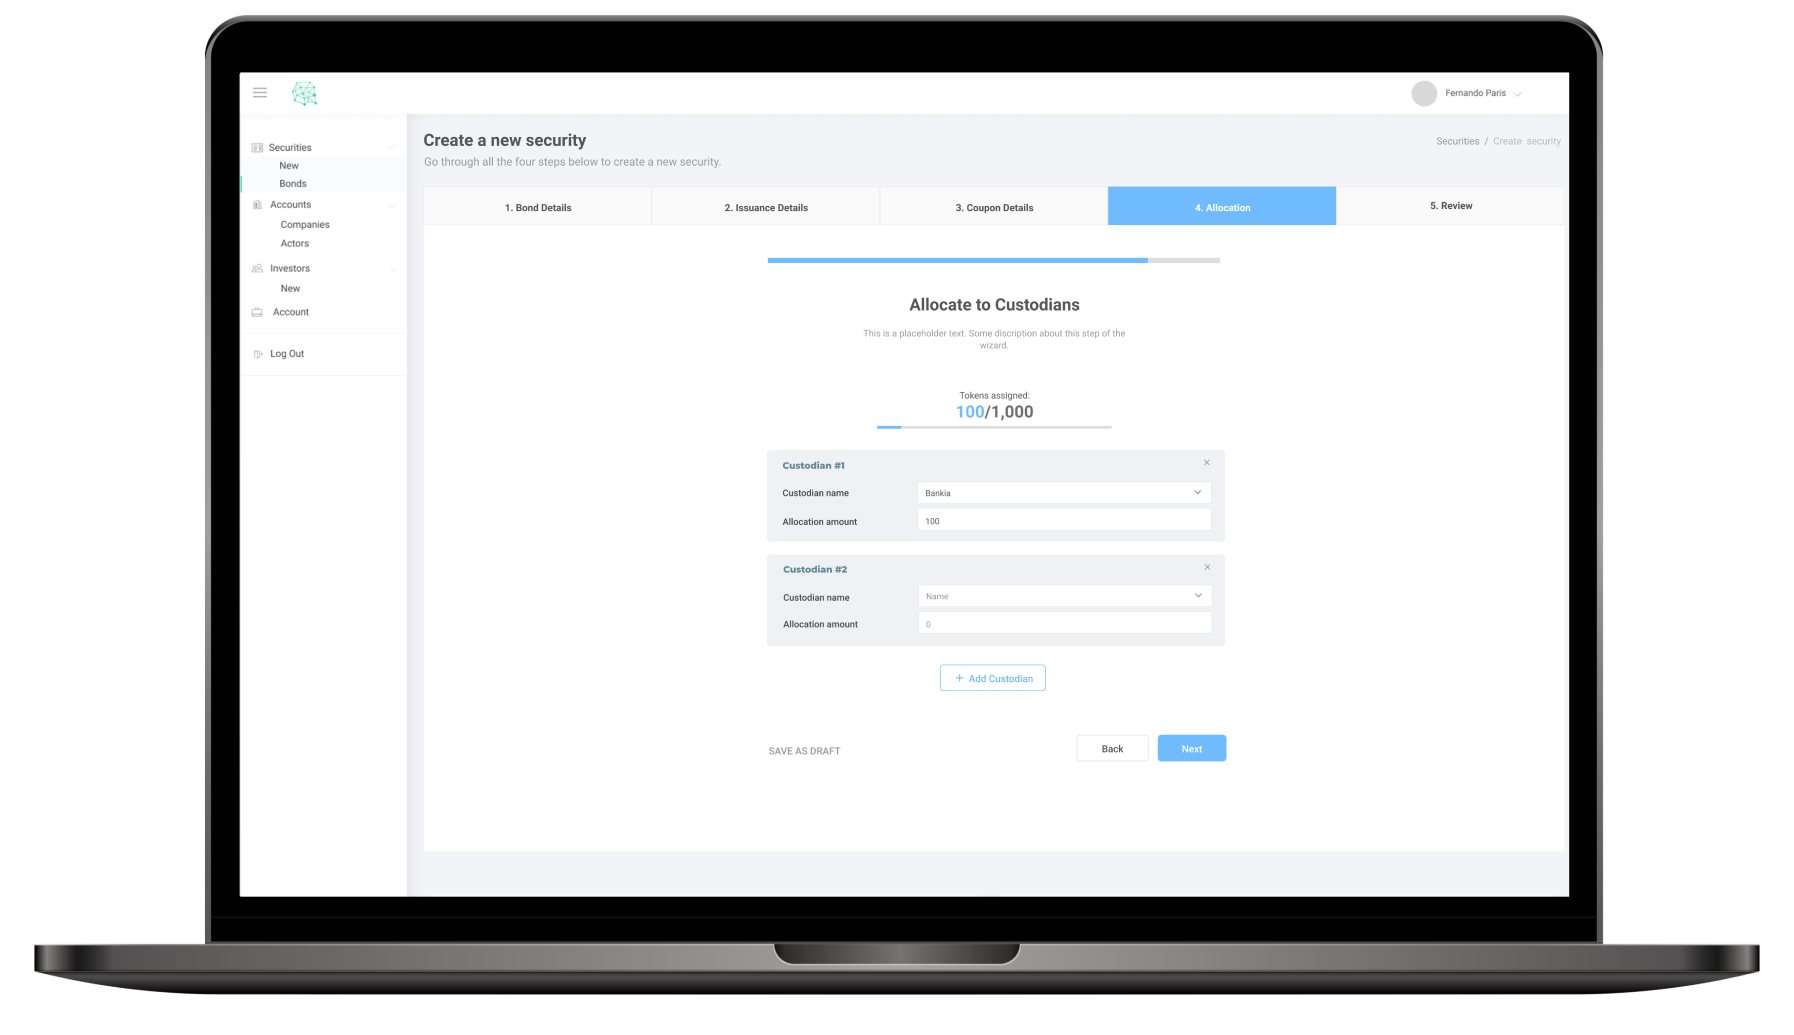 Fernando Paris
Securities
New
Bonds
Accounts
Companies
Actors
Investors
New
Account
Log Out
Create a new security
Go through all the four steps below to create a new security.
Securities / Create security
1. Bond Details
2. Issuance Details
3. Coupon Details
4. Allocation
5. Review
Allocate to Custodians
This is a placeholder text. Some discription about this step of the
wizard.
Tokens assigned:
100/1,000
Custodian #1
Custodian name
Bankia
Allocation amount
100
Custodian #2
Custodian name
Name
Allocation amount
0
+ Add Custodian
SAVE AS DRAFT
Back
Next